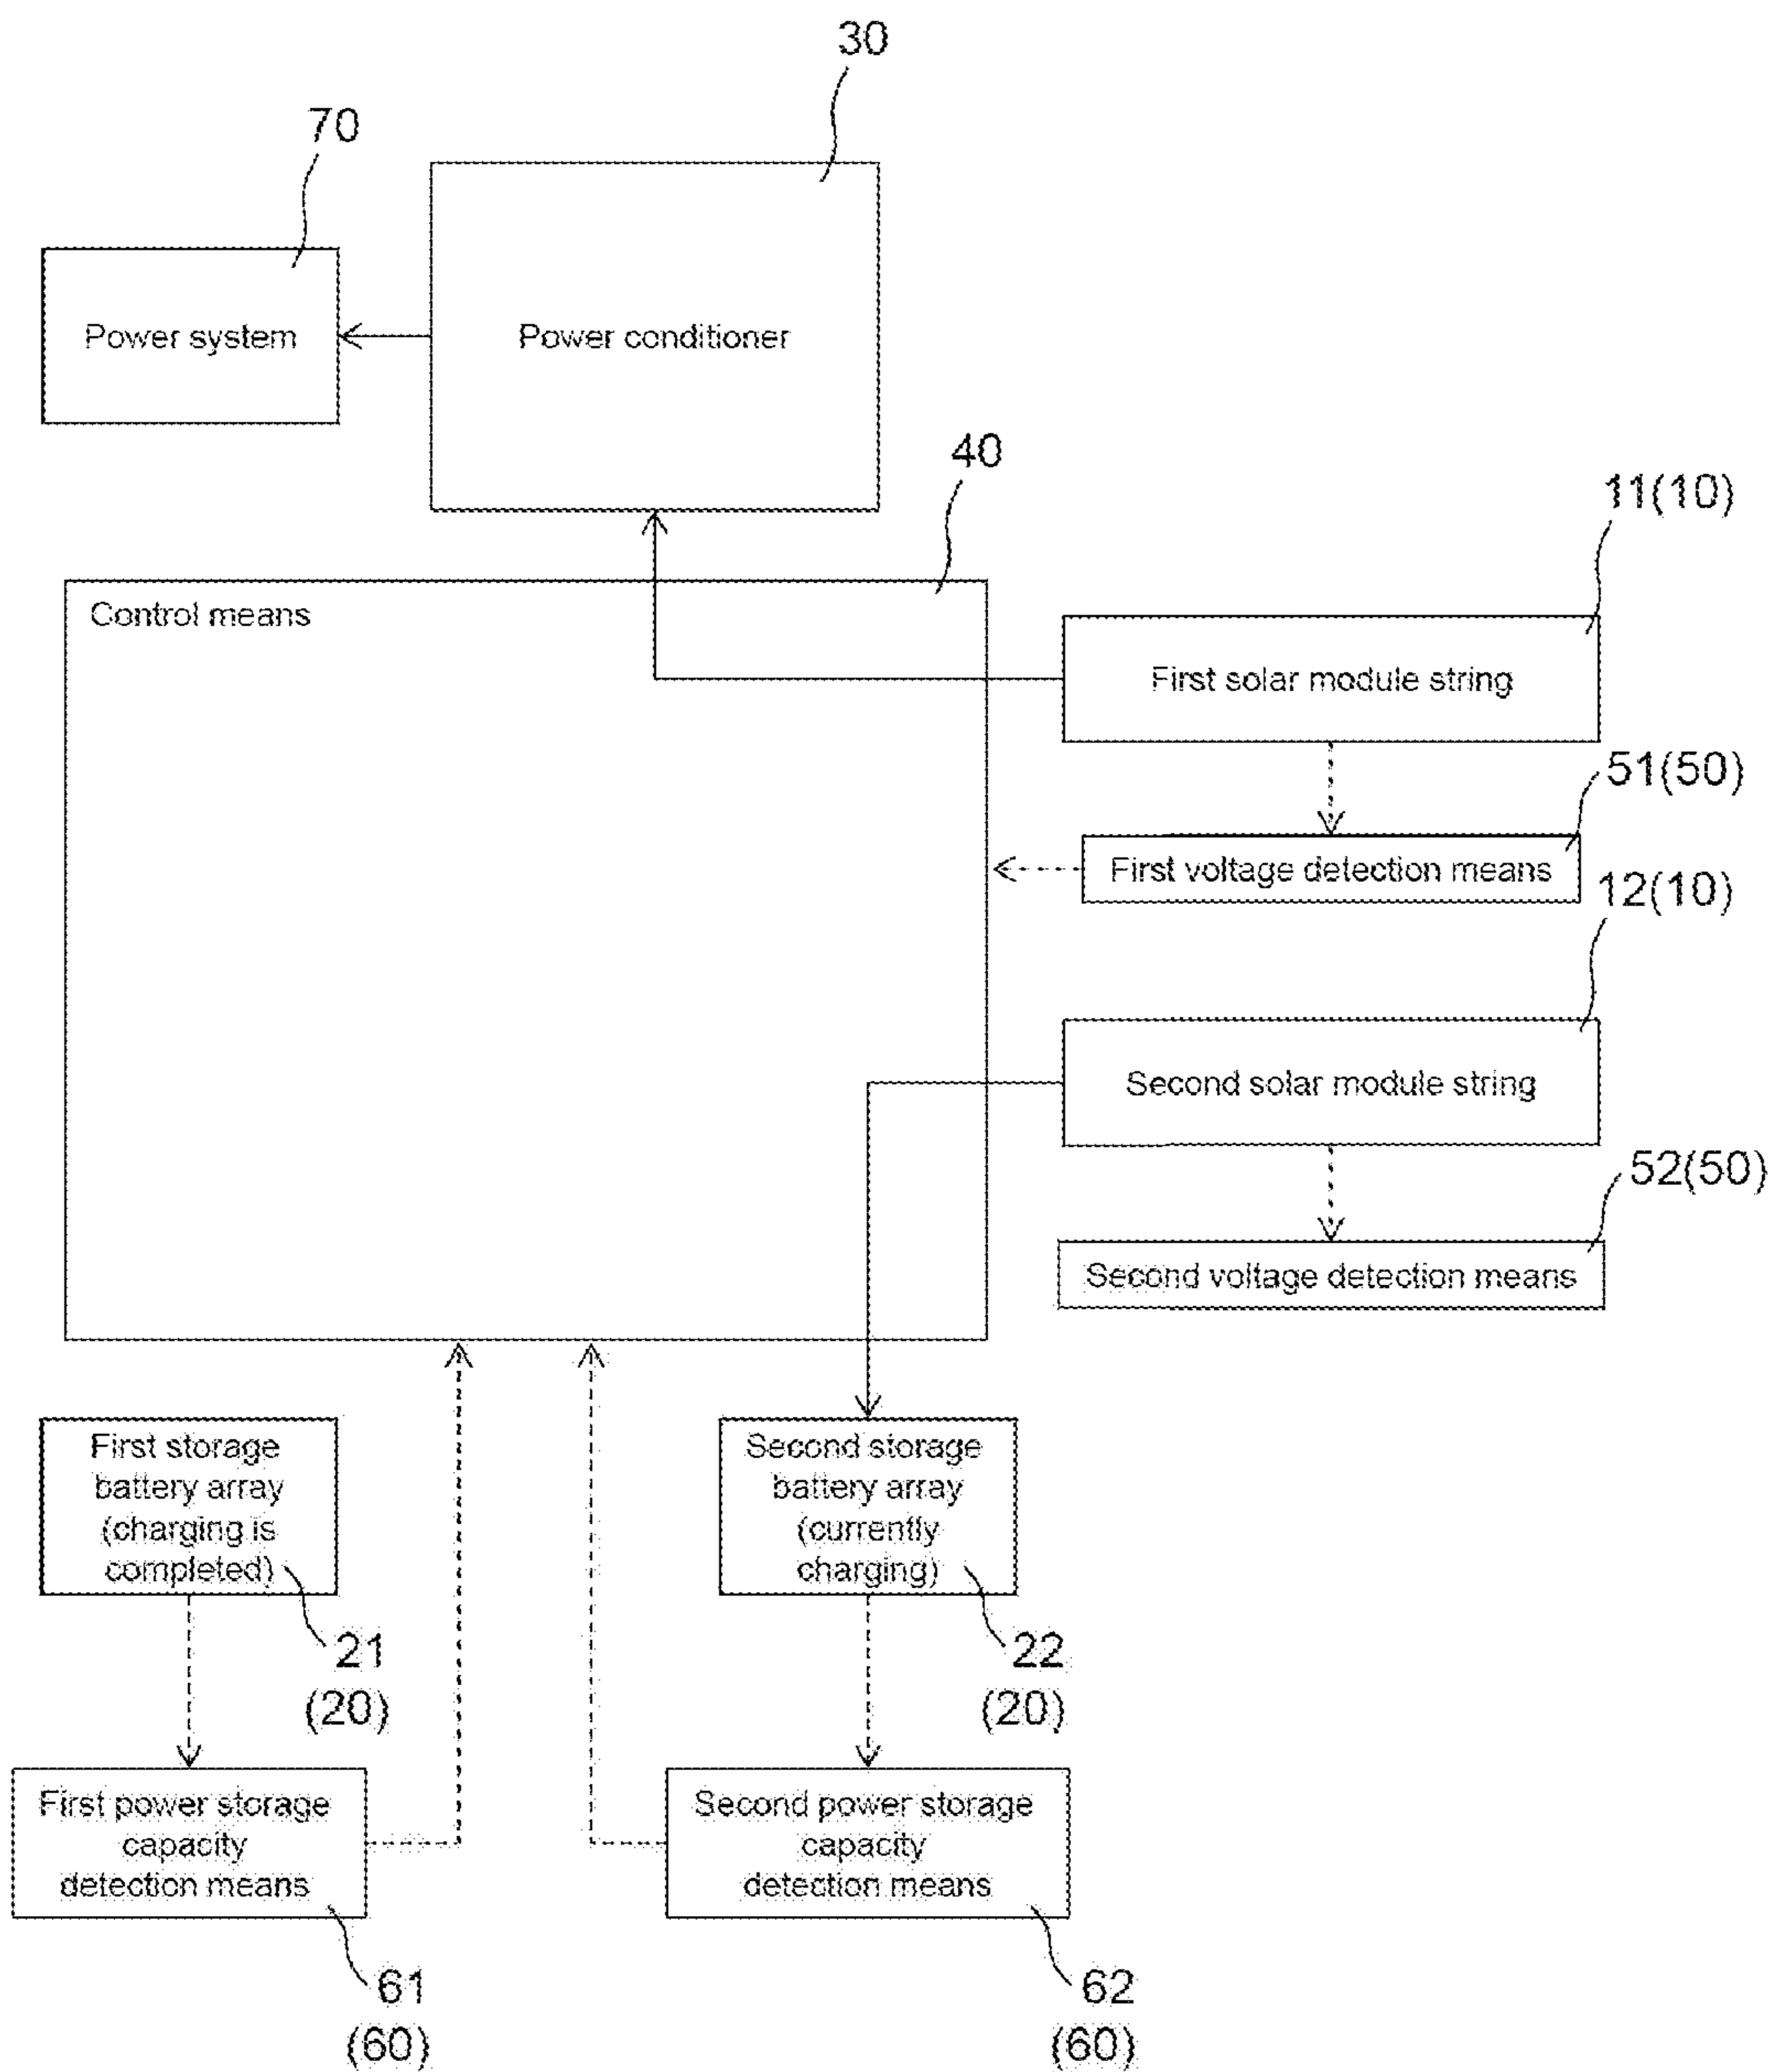 30
70
Power system
Power conditioner
40
11(10)
Control means
First solar module string
51(50)
First voltage detection means
12(10)
Second solar module string
52(50)
Second voltage detection means
First storage
battery array
(charging is
completed)
Second storage
battery array
(currently
charging)
21
(20)
22
(20)
First power storage
capacity
detection means
Second power storage
capacity
detection means
61
(60)
62
(60)